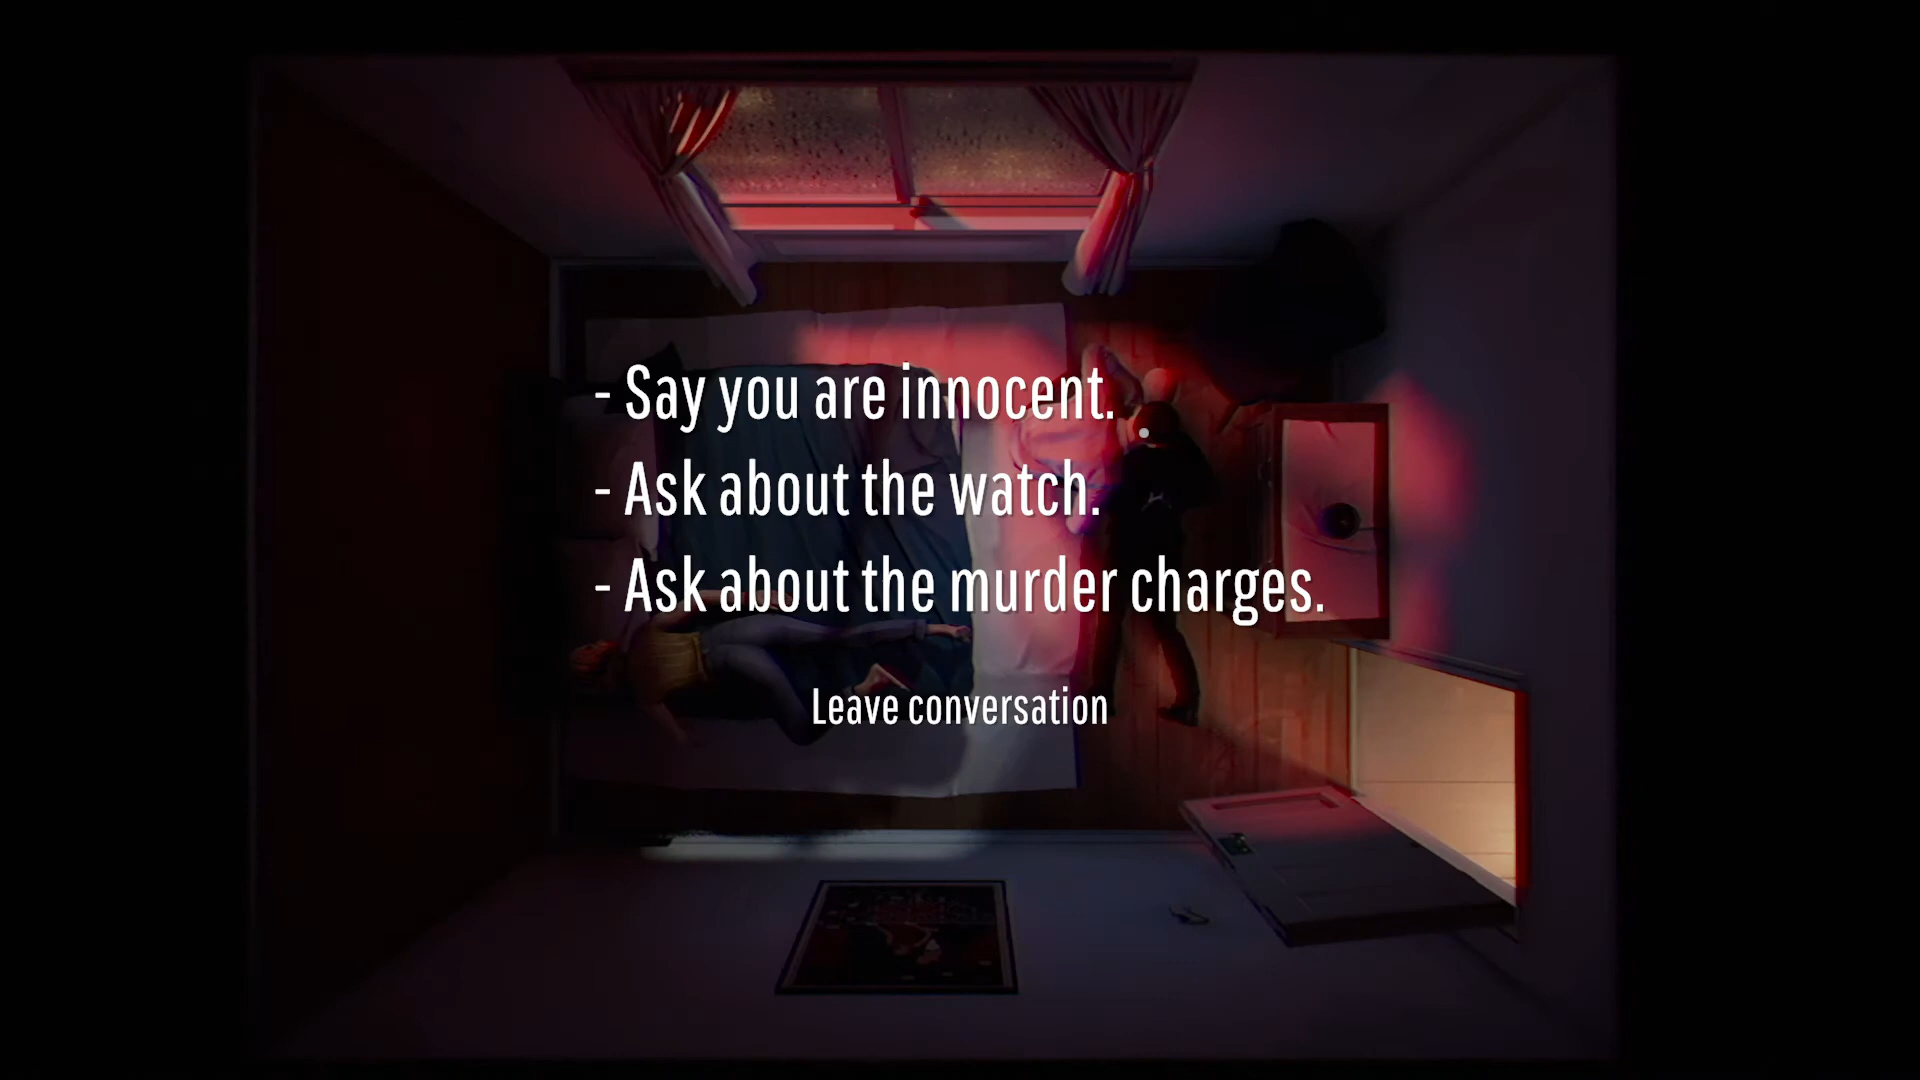 - Say you are innocent.
- Ask about the watch.
- Ask about the murder charges.
Leave conversation